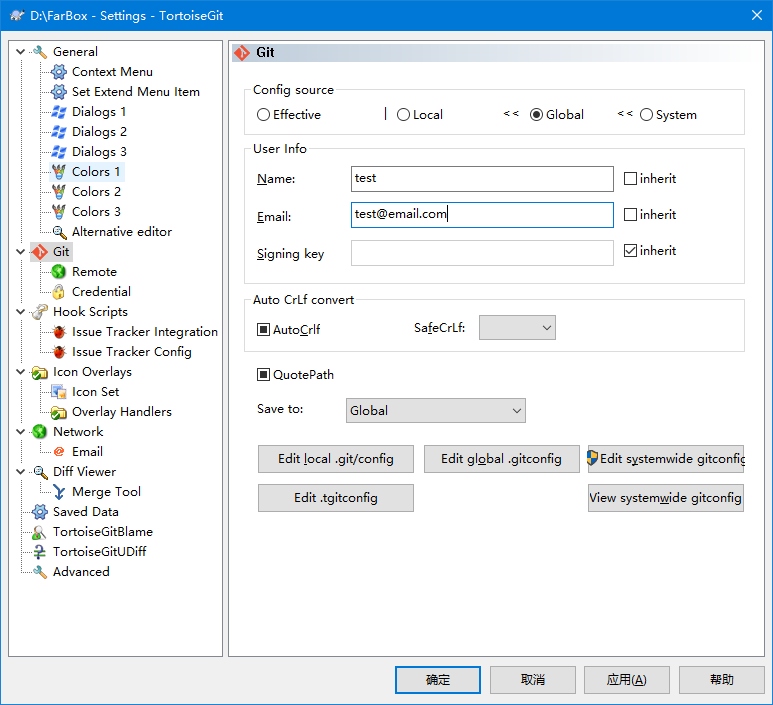 D:\FarBox - Settings - TortoiseGit
General
Context Menu
Set Extend Menu Item
Dialogs 1
Dialogs 2
Dialogs 3
Colors 1
Colors 2
Colors 3
Alternative editor
Git
Remote
Credential
Hook Scripts
Issue Tracker Integration
Issue Tracker Config
Icon Overlays
Icon Set
Overlay Handlers
Network
Email
Diff Viewer
Merge Tool
Saved Data
TortoiseGitBlame
TortoiseGitUDiff
Advanced
Git
Config source
Effective | Local << Global << System
User Info
Name: test inherit
Email: test@email.com inherit
Signing key inherit
Auto CrLf convert
AutoCrlf SafeCrLf:
QuotePath
Save to: Global
Edit local .git/config Edit global .gitconfig Edit systemwide gitconfig
Edit .tgitconfig View systemwide gitconfig
确定 取消 应用(A) 帮助